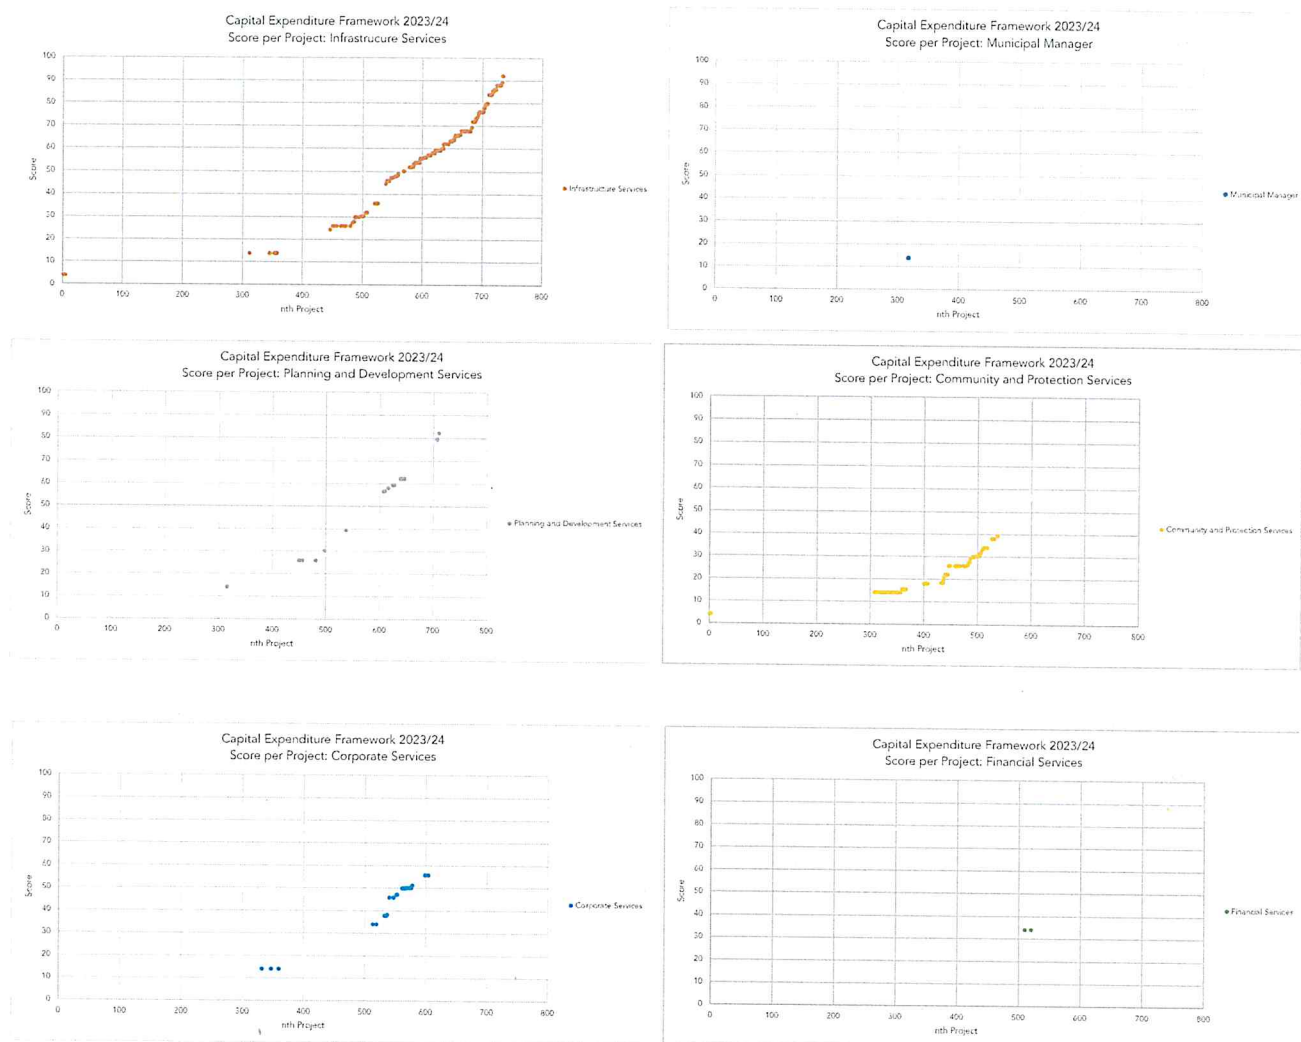 Capital Expenditure Framework 2023/24
Score per Project: Infrastrucure Services
100
90
80
70
60
50
40
30
20
10
0
Score
0 100 200 300 400 500 600 700 800
nth Project
Infrastructure Services
Capital Expenditure Framework 2023/24
Score per Project: Municipal Manager
100
90
80
70
60
50
40
30
20
10
0
Score
0 100 200 300 400 500 600 700 800
nth Project
Municipal Manager
Capital Expenditure Framework 2023/24
Score per Project: Planning and Development Services
100
90
80
70
60
50
40
30
20
10
0
Score
0 100 200 300 400 500 600 700 800
nth Project
Planning and Development Services
Capital Expenditure Framework 2023/24
Score per Project: Community and Protection Services
100
90
80
70
60
50
40
30
20
10
0
Score
0 100 200 300 400 500 600 700 800
nth Project
Community and Protection Services
Capital Expenditure Framework 2023/24
Score per Project: Corporate Services
100
90
80
70
60
50
40
30
20
10
0
Score
0 100 200 300 400 500 600 700 800
nth Project
Corporate Services
Capital Expenditure Framework 2023/24
Score per Project: Financial Services
100
90
80
70
60
50
40
30
20
10
0
Score
0 100 200 300 400 500 600 700 800
nth Project
Financial Services